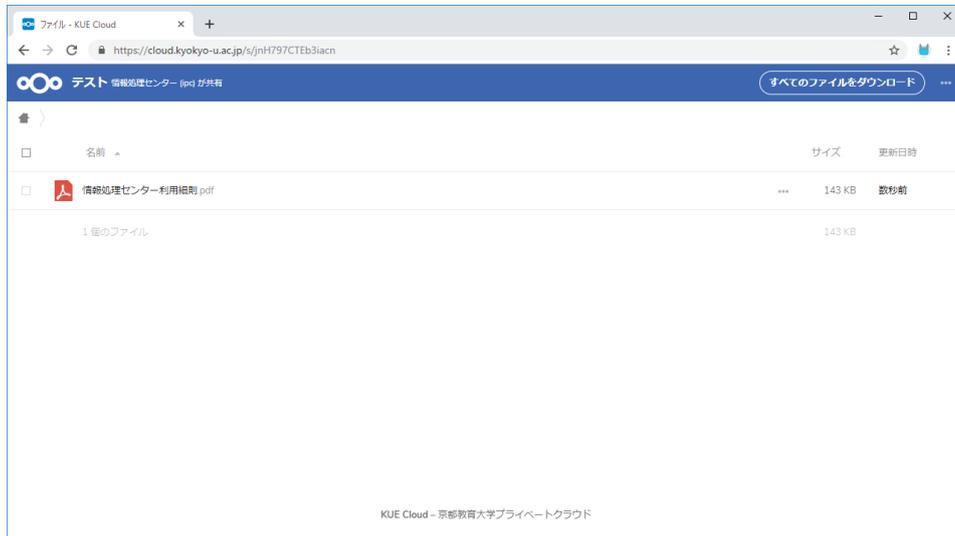 ファイル - KUE Cloud
https://cloud.kyokyo-u.ac.jp/s/jnH797CTEb3iacn
テスト 情報処理センター (ipc) が共有 すべてのファイルをダウンロード
名前 サイズ 更新日時
情報処理センター利用細則.pdf 143 KB 数秒前
1 個のファイル 143 KB
KUE Cloud – 京都教育大学プライベートクラウド